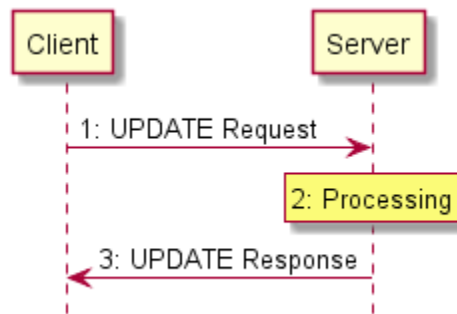 Client
Server
1: UPDATE Request
2: Processing
3: UPDATE Response